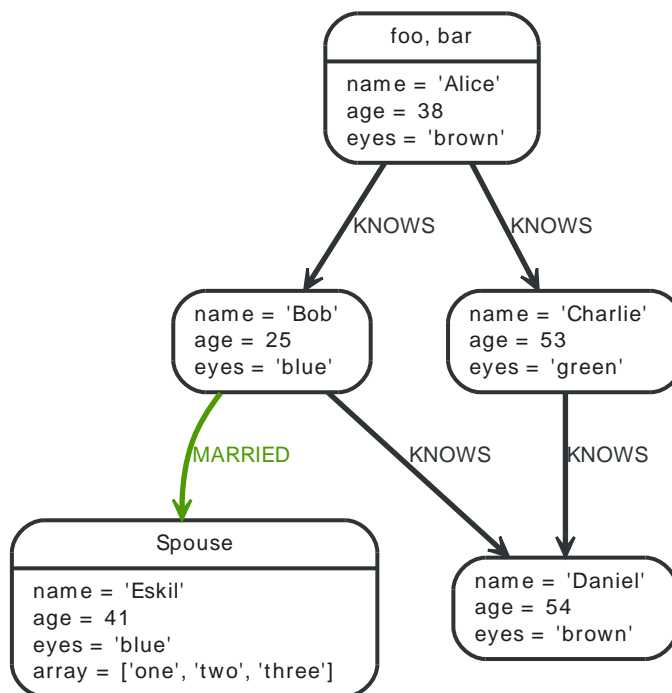 foo, bar
name = 'Alice'
age = 38
eyes = 'brown'
KNOWS
KNOWS
name = 'Bob'
age = 25
eyes = 'blue'
name = 'Charlie'
age = 53
eyes = 'green'
MARRIED
KNOWS
KNOWS
Spouse
name = 'Eskil'
age = 41
eyes = 'blue'
array = ['one', 'two', 'three']
name = 'Daniel'
age = 54
eyes = 'brown'